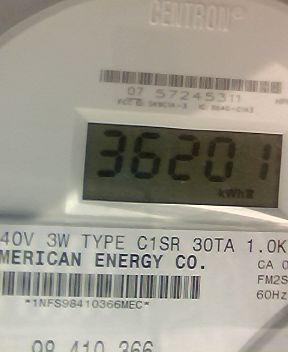 CENTRON®
07 57245311
36201
kWh
40V 3W TYPE C1SR 30TA 1.0K
MERICAN ENERGY CO.
CA 0
FM2S
60Hz
*1NFS98410366MEC*
98 410 366